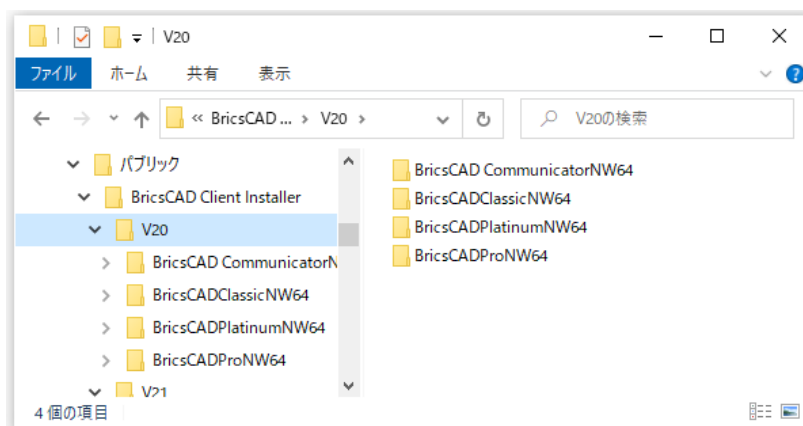 V20
ファイル ホーム 共有 表示
« BricsCAD ... › V20 › V20の検索
パブリック
BricsCAD Client Installer
V20
BricsCAD CommunicatorN
BricsCADClassicNW64
BricsCADPlatinumNW64
BricsCADProNW64
V21
BricsCAD CommunicatorNW64
BricsCADClassicNW64
BricsCADPlatinumNW64
BricsCADProNW64
4 個の項目